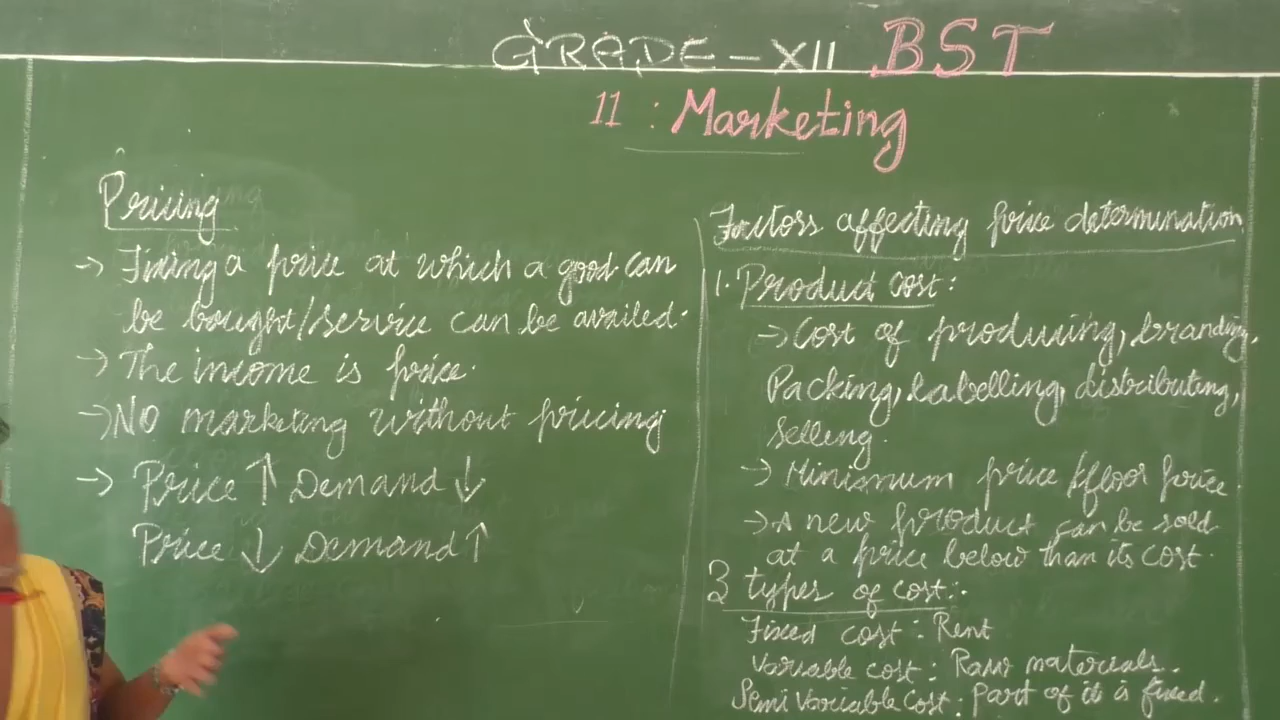 GRADE - XII BST
11 : Marketing
Pricing
→ Fixing a price at which a good can
be bought/service can be availed.
→ The income is price.
→ No marketing without pricing
→ Price ↑ Demand ↓
Price ↓ Demand ↑
Factors affecting price determination
1. Product cost :
→ Cost of producing, branding,
Packing, labelling, distributing,
selling.
→ Minimum price / floor price.
→ A new product can be sold
at a price below than its cost.
3 types of cost :.
Fixed cost : Rent
Variable cost : Raw materials.
Semi Variable Cost : Part of it is fixed.